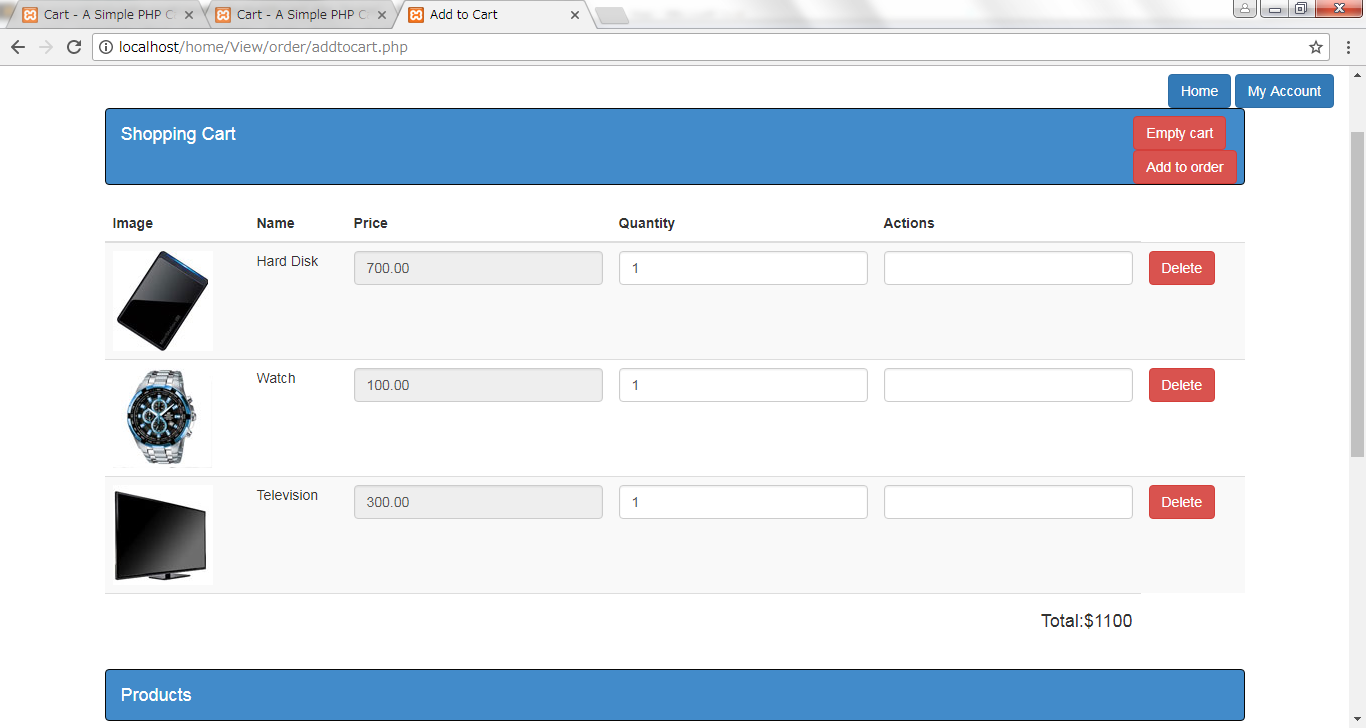 Cart - A Simple PHP C
Cart - A Simple PHP C
Add to Cart
localhost/home/View/order/addtocart.php
Home My Account
Shopping Cart
Empty cart
Add to order
Image Name Price Quantity Actions
Hard Disk 700.00 1 Delete
Watch 100.00 1 Delete
Television 300.00 1 Delete
Total:$1100
Products